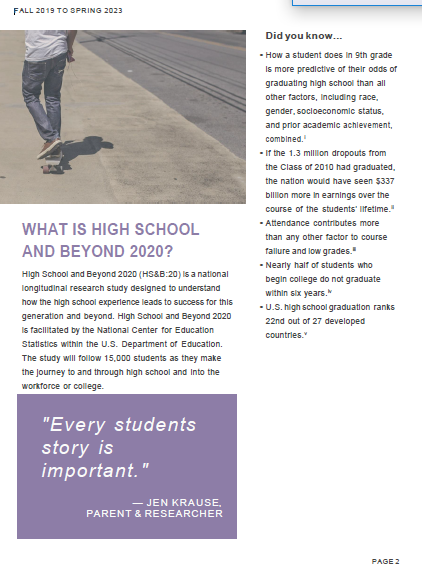 FALL 2019 TO SPRING 2023
WHAT IS HIGH SCHOOL
AND BEYOND 2020?
High School and Beyond 2020 (HS&B:20) is a national
longitudinal research study designed to understand
how the high school experience leads to success for this
generation and beyond. High School and Beyond 2020
is facilitated by the National Center for Education
Statistics within the U.S. Department of Education.
The study will follow 15,000 students as they make
the journey to and through high school and into the
workforce or college.
"Every students
story is
important."
— JEN KRAUSE,
PARENT & RESEARCHER
Did you know...
• How a student does in 9th grade
is more predictive of their odds of
graduating high school than all
other factors, including race,
gender, socioeconomic status,
and prior academic achievement,
combined.ⁱ
• If the 1.3 million dropouts from
the Class of 2010 had graduated,
the nation would have seen $337
billion more in earnings over the
course of the students' lifetime.ⁱⁱ
• Attendance contributes more
than any other factor to course
failure and low grades.ⁱⁱⁱ
• Nearly half of students who
begin college do not graduate
within six years.ⁱᵛ
• U.S. high school graduation ranks
22nd out of 27 developed
countries.ᵛ
PAGE 2